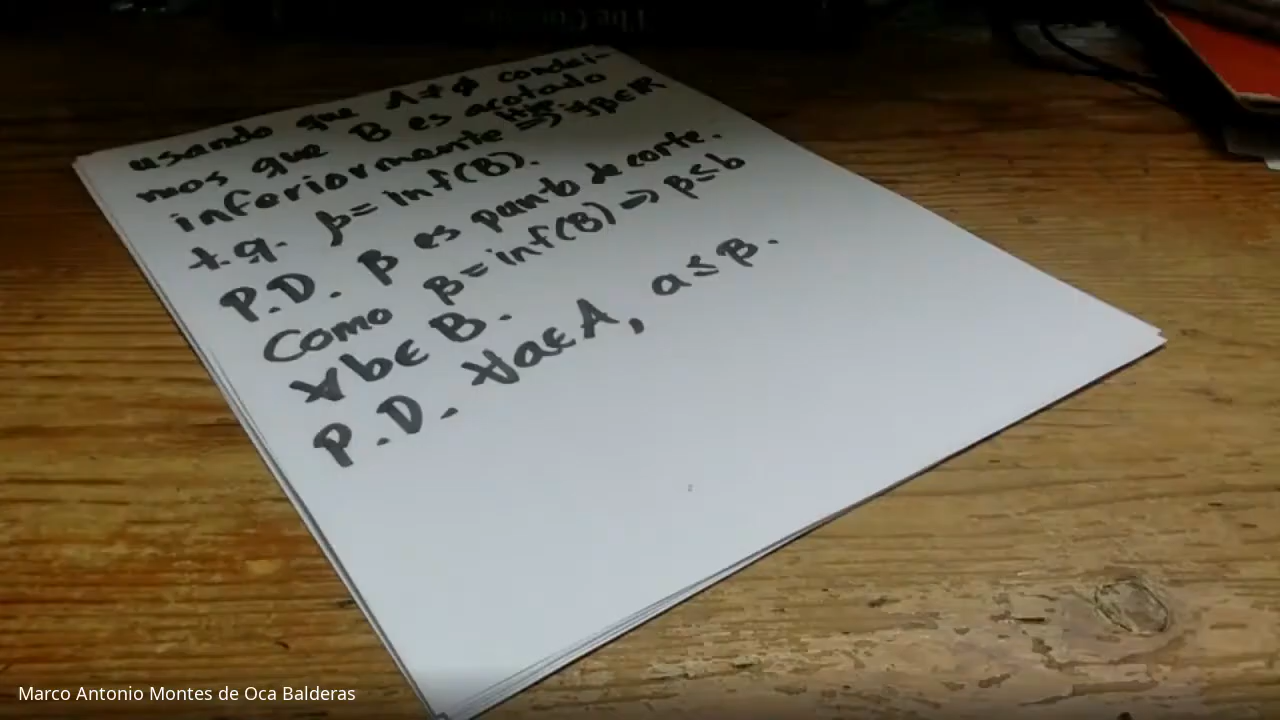 usando que A≠∅ conclui-
mos que B es acotado
inferiormente Hip. ⇒ ∃β∈ℝ
t.q. β=inf(B).
P.D. β es punto de corte.
Como β=inf(B) ⇒ β≤b
∀b∈B.
P.D. ∀a∈A, a≤β.
Marco Antonio Montes de Oca Balderas